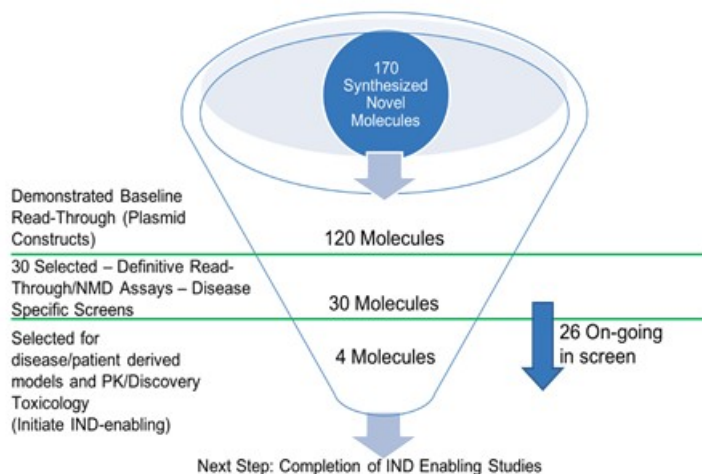 170
Synthesized
Novel
Molecules
Demonstrated Baseline
Read-Through (Plasmid
Constructs)
120 Molecules
30 Selected – Definitive Read-
Through/NMD Assays – Disease
Specific Screens
30 Molecules
26 On-going
in screen
Selected for
disease/patient derived
models and PK/Discovery
Toxicology
(Initiate IND-enabling)
4 Molecules
Next Step: Completion of IND Enabling Studies